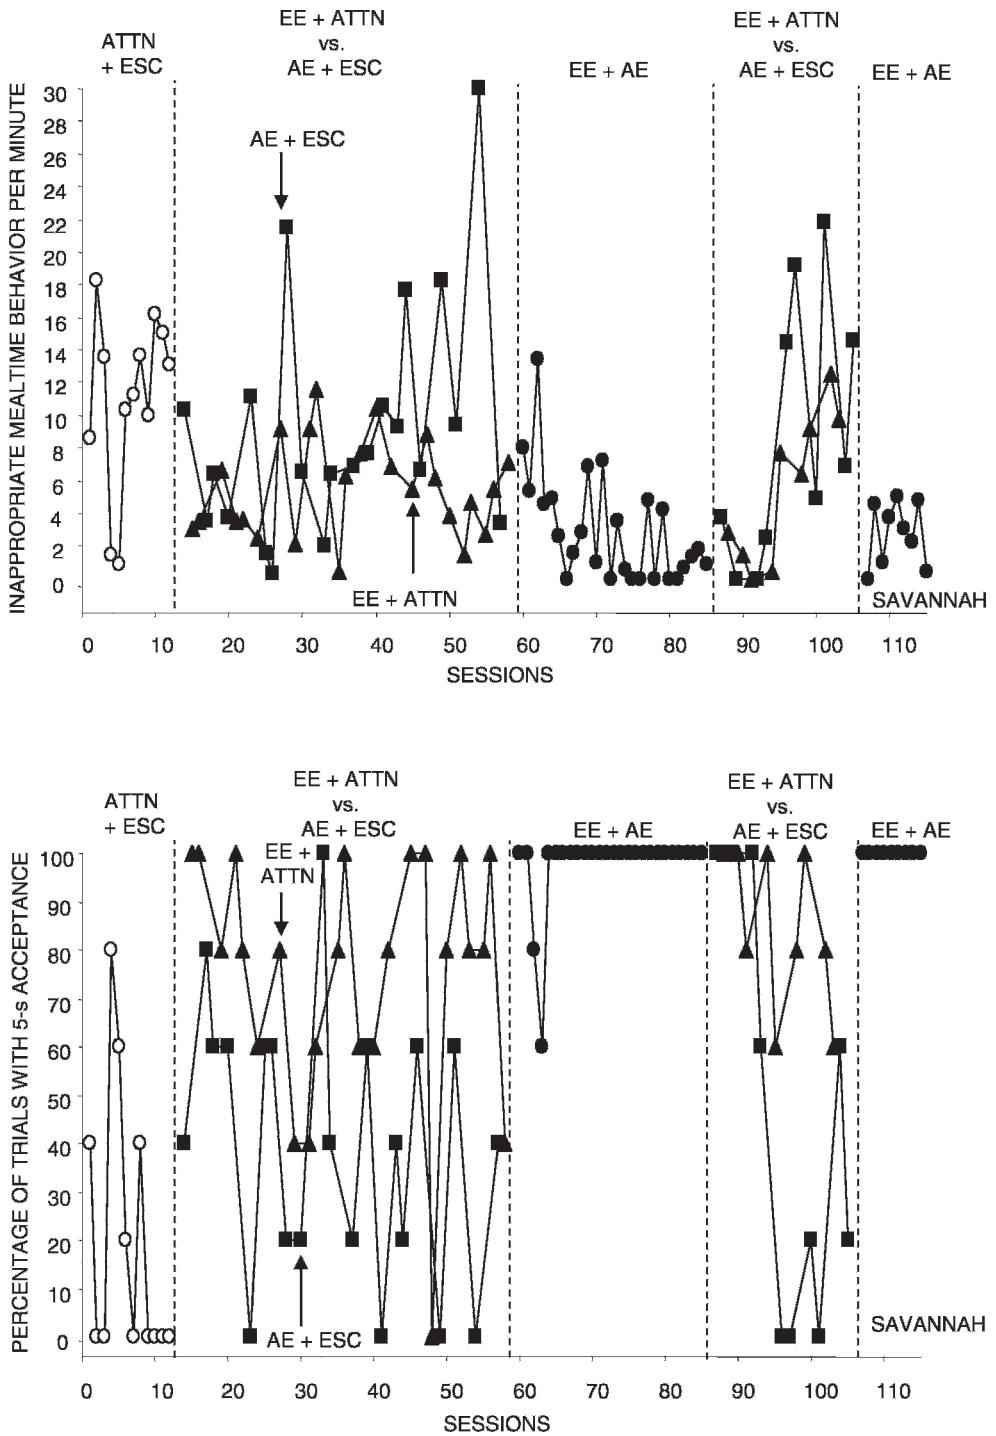 ATTN
+ ESC
EE + ATTN
vs.
AE + ESC
EE + AE
EE + ATTN
vs.
AE + ESC
EE + AE
INAPPROPRIATE MEALTIME BEHAVIOR PER MINUTE
30
28
26
24
22
20
18
16
14
12
10
8
6
4
2
0
AE + ESC
EE + ATTN
SAVANNAH
0 10 20 30 40 50 60 70 80 90 100 110
SESSIONS
ATTN
+ ESC
EE + ATTN
vs.
AE + ESC
EE + AE
EE + ATTN
vs.
AE + ESC
EE + AE
PERCENTAGE OF TRIALS WITH 5-s ACCEPTANCE
100
90
80
70
60
50
40
30
20
10
0
EE +
ATTN
AE + ESC
SAVANNAH
0 10 20 30 40 50 60 70 80 90 100 110
SESSIONS